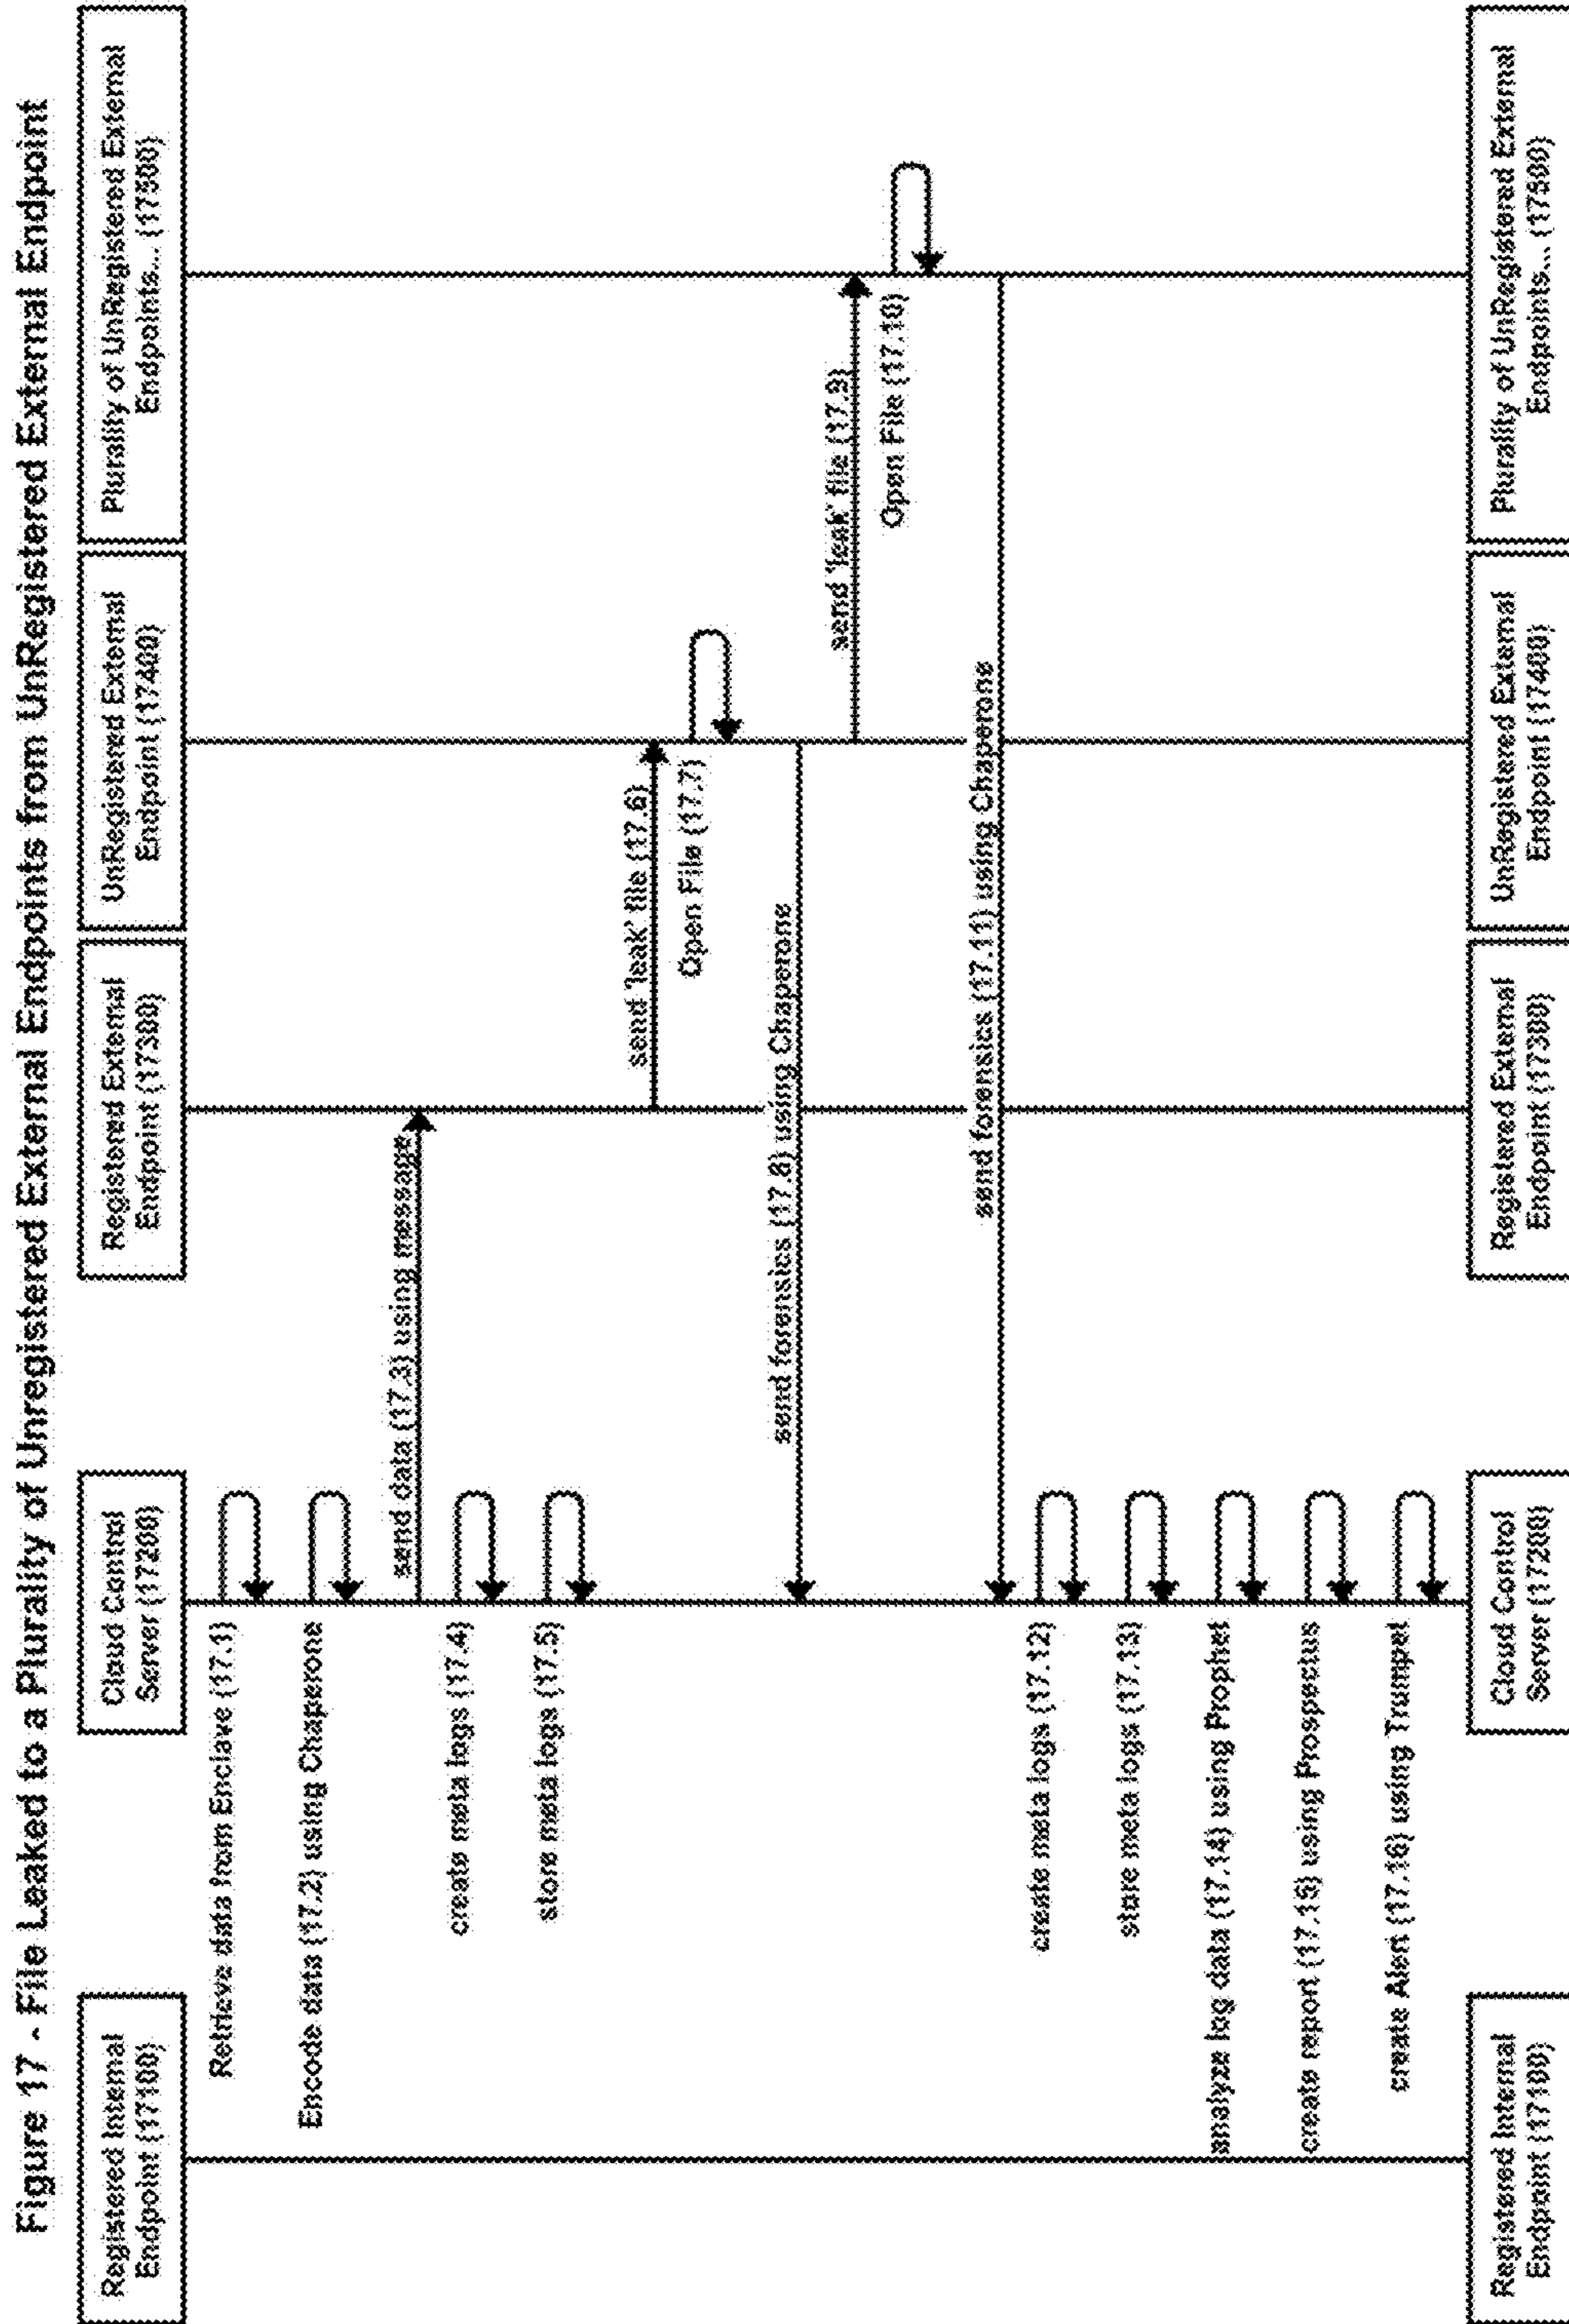 Figure 17 - File Leaked to a Plurality of Unregistered External Endpoints from UnRegistered External Endpoint
Registered Internal
Endpoint (17100)
Cloud Control
Server (17200)
Registered External
Endpoint (17300)
UnRegistered External
Endpoint (17400)
Plurality of UnRegistered External
Endpoints... (17500)
Retrieve data from Enclave (17.1)
Encode data (17.2) using Chaperone
send data (17.3) using message
create meta logs (17.4)
store meta logs (17.5)
send 'leak' file (17.6)
Open File (17.7)
send forensics (17.8) using Chaperone
send 'leak' file (17.9)
Open File (17.10)
send forensics (17.11) using Chaperone
create meta logs (17.12)
store meta logs (17.13)
analyze log data (17.14) using Prophet
create report (17.15) using Prospectus
create Alert (17.16) using Trumpet
Registered Internal
Endpoint (17100)
Cloud Control
Server (17200)
Registered External
Endpoint (17300)
UnRegistered External
Endpoint (17400)
Plurality of UnRegistered External
Endpoints... (17500)